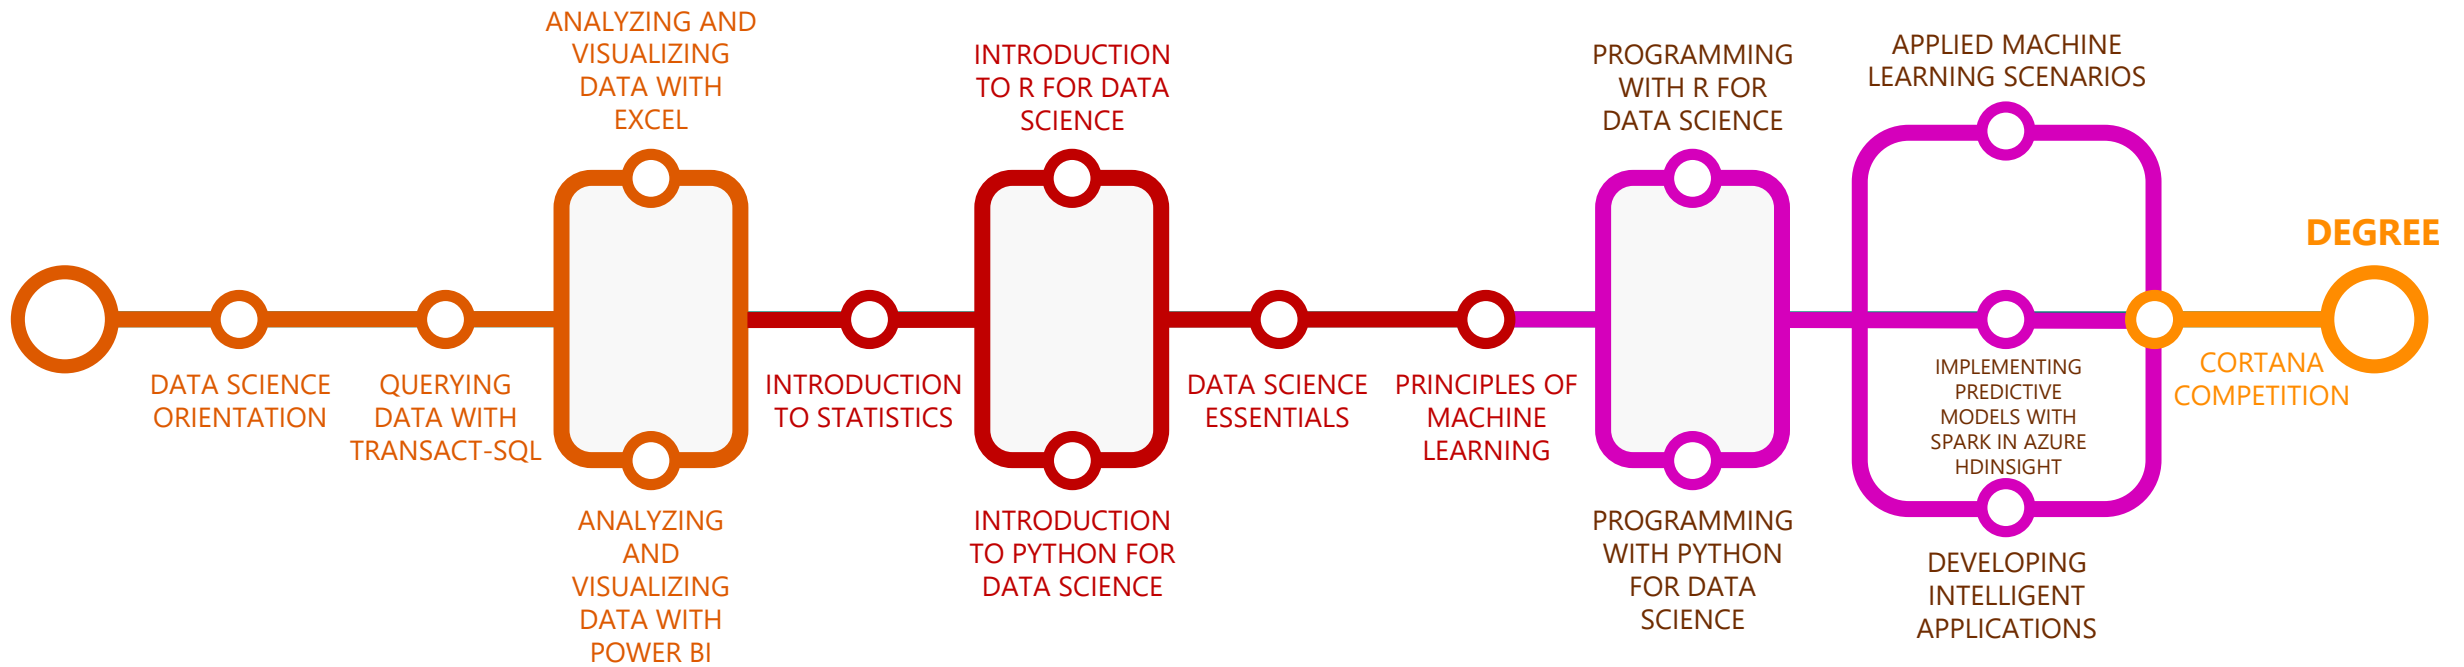 ANALYZING AND
VISUALIZING
DATA WITH
EXCEL
INTRODUCTION
TO R FOR DATA
SCIENCE
PROGRAMMING
WITH R FOR
DATA SCIENCE
APPLIED MACHINE
LEARNING SCENARIOS
DEGREE
DATA SCIENCE
ORIENTATION
QUERYING
DATA WITH
TRANSACT-SQL
INTRODUCTION
TO STATISTICS
DATA SCIENCE
ESSENTIALS
PRINCIPLES OF
MACHINE
LEARNING
IMPLEMENTING
PREDICTIVE
MODELS WITH
SPARK IN AZURE
HDINSIGHT
CORTANA
COMPETITION
ANALYZING
AND
VISUALIZING
DATA WITH
POWER BI
INTRODUCTION
TO PYTHON FOR
DATA SCIENCE
PROGRAMMING
WITH PYTHON
FOR DATA
SCIENCE
DEVELOPING
INTELLIGENT
APPLICATIONS